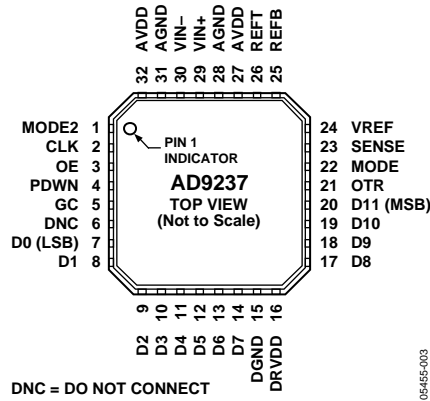 32 AVDD
31 AGND
30 VIN–
29 VIN+
28 AGND
27 AVDD
26 REFT
25 REFB
MODE2 1
CLK 2
OE 3
PDWN 4
GC 5
DNC 6
D0 (LSB) 7
D1 8
PIN 1
INDICATOR
AD9237
TOP VIEW
(Not to Scale)
24 VREF
23 SENSE
22 MODE
21 OTR
20 D11 (MSB)
19 D10
18 D9
17 D8
D2 9
D3 10
D4 11
D5 12
D6 13
D7 14
DGND 15
DRVDD 16
DNC = DO NOT CONNECT
05455-003